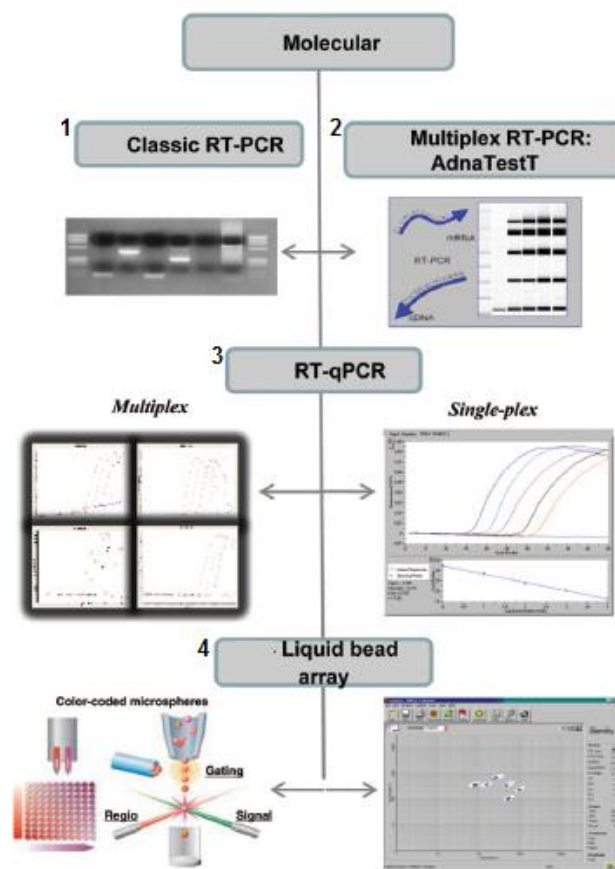 Molecular
1
Classic RT-PCR
2
Multiplex RT-PCR:
AdnaTestT
mRNA
RT-PCR
cDNA
3
RT-qPCR
Multiplex
Single-plex
4
Liquid bead
array
Color-coded microspheres
Gating
Regio
Signal